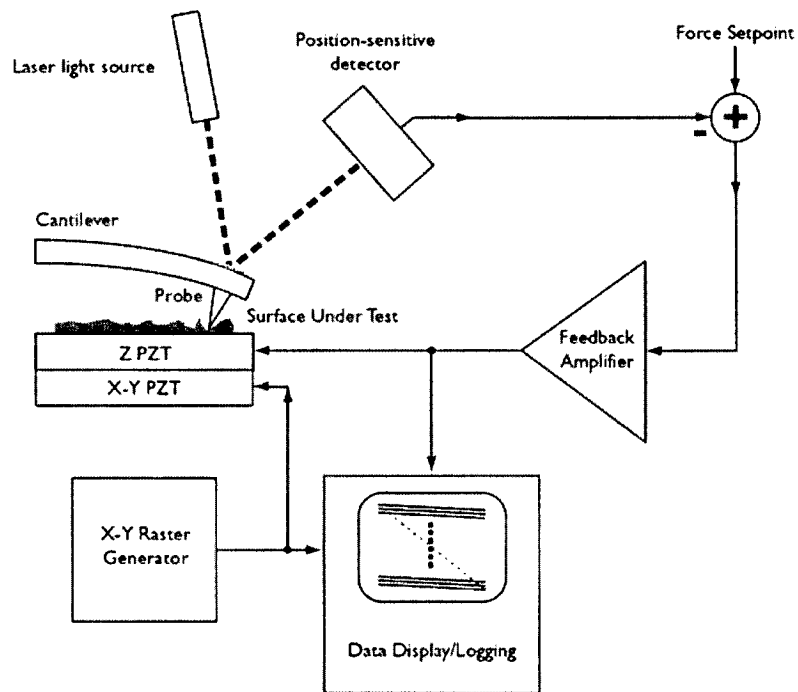 Laser light source
Position-sensitive
detector
Force Setpoint
+
-
Cantilever
Probe
Surface Under Test
Z PZT
X-Y PZT
Feedback
Amplifier
X-Y Raster
Generator
Data Display/Logging